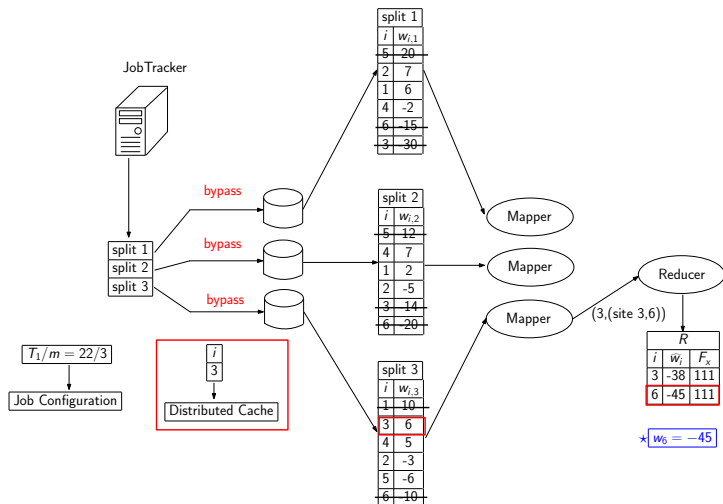 JobTracker
split 1
split 2
split 3
bypass
bypass
bypass
split 1
i w_{i,1}
5 20
2 7
1 6
4 -2
6 -15
3 -30
split 2
i w_{i,2}
5 12
4 7
1 2
2 -5
3 -14
6 -20
split 3
i w_{i,3}
1 10
3 6
4 5
2 -3
5 -6
6 -10
Mapper
Mapper
Mapper
(3,(site 3,6))
Reducer
R
i w̄_i F_x
3 -38 111
6 -45 111
⋆ w_6 = −45
T_1/m = 22/3
Job Configuration
i
3
Distributed Cache